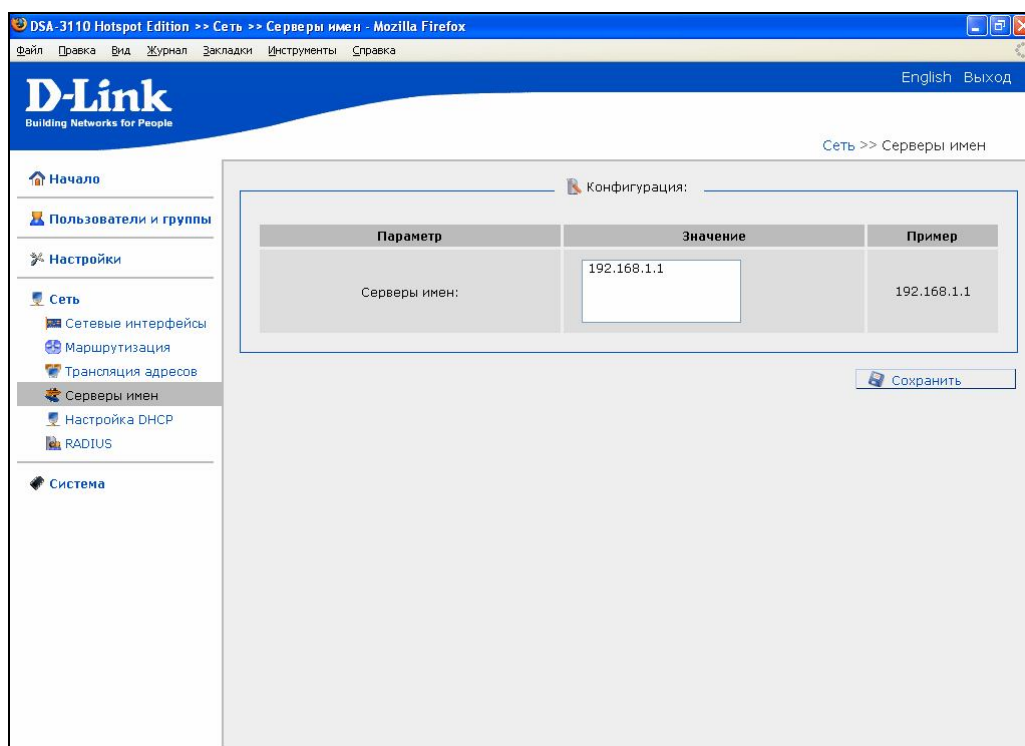 DSA-3110 Hotspot Edition >> Сеть >> Серверы имен - Mozilla Firefox
Файл Правка Вид Журнал Закладки Инструменты Справка
D-Link
Building Networks for People
English Выход
Сеть >> Серверы имен
Начало
Пользователи и группы
Настройки
Сеть
Сетевые интерфейсы
Маршрутизация
Трансляция адресов
Серверы имен
Настройка DHCP
RADIUS
Система
Конфигурация:
Параметр Значение Пример
Серверы имен: 192.168.1.1 192.168.1.1
Сохранить